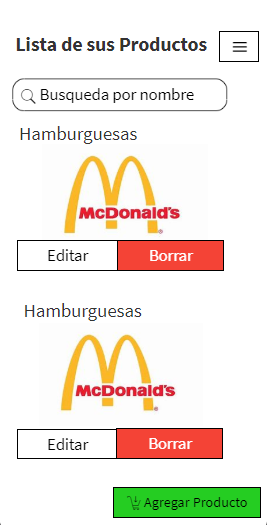 Lista de sus Productos
Busqueda por nombre
Hamburguesas
McDonald's
Editar Borrar
Hamburguesas
McDonald's
Editar Borrar
Agregar Producto